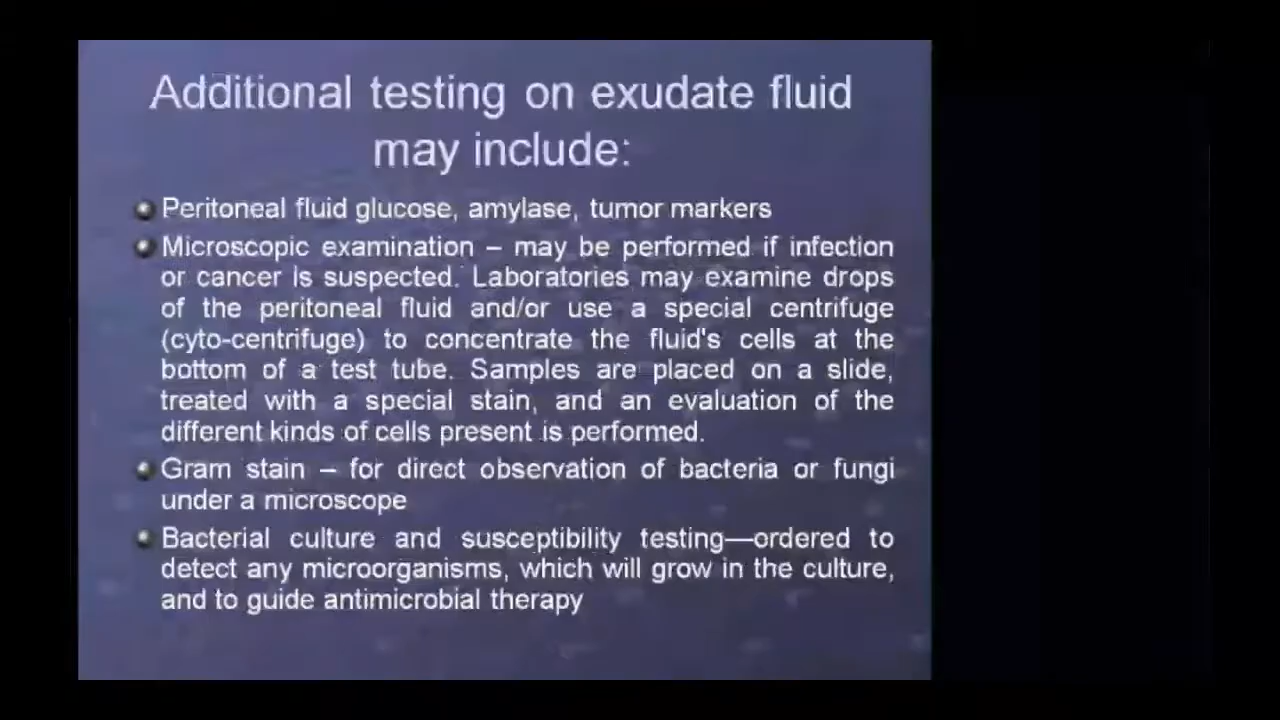 Additional testing on exudate fluid
may include:
Peritoneal fluid glucose, amylase, tumor markers
Microscopic examination – may be performed if infection
or cancer is suspected. Laboratories may examine drops
of the peritoneal fluid and/or use a special centrifuge
(cyto-centrifuge) to concentrate the fluid's cells at the
bottom of a test tube. Samples are placed on a slide,
treated with a special stain, and an evaluation of the
different kinds of cells present is performed.
Gram stain – for direct observation of bacteria or fungi
under a microscope
Bacterial culture and susceptibility testing—ordered to
detect any microorganisms, which will grow in the culture,
and to guide antimicrobial therapy